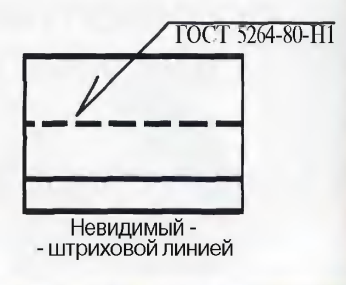 ГОСТ 5264-80-Н1
Невидимый -
- штриховой линией